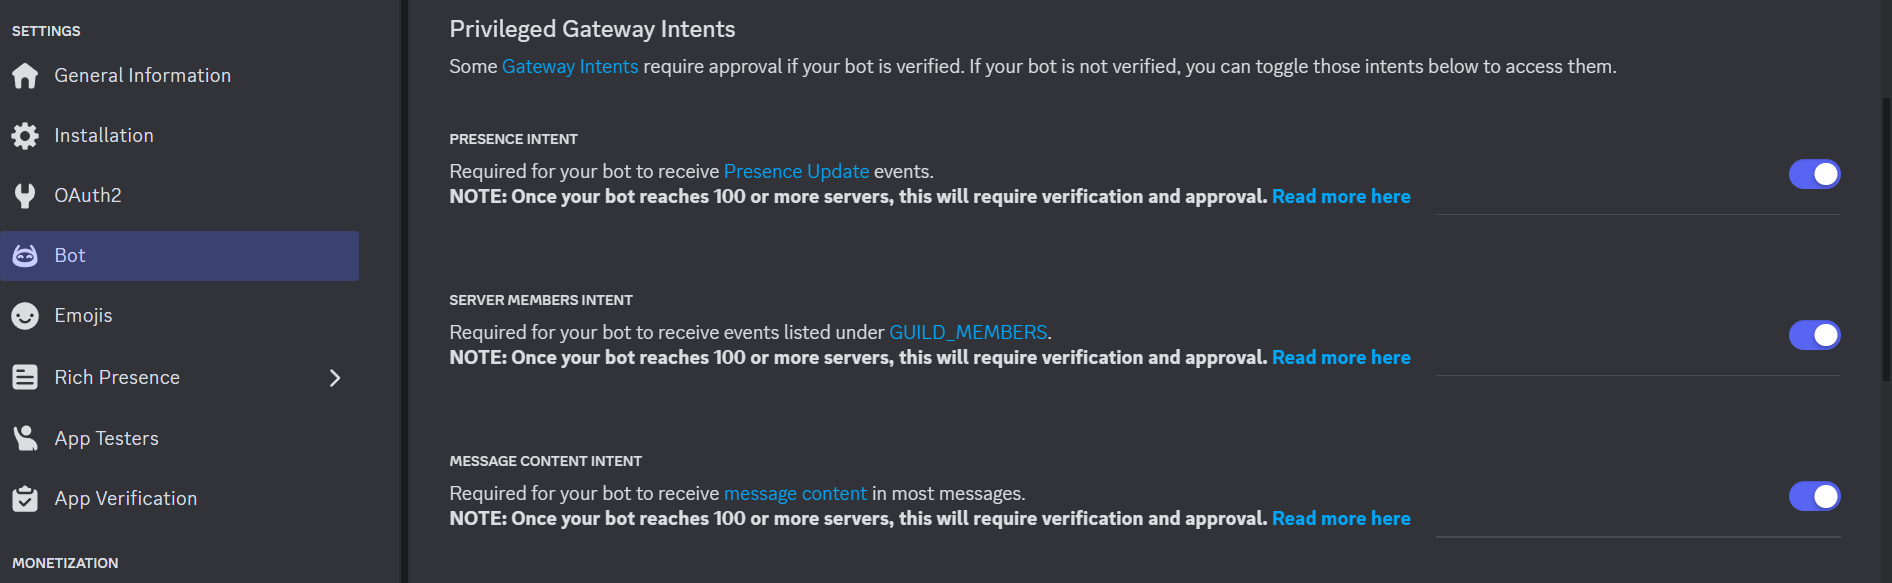 SETTINGS
General Information
Installation
OAuth2
Bot
Emojis
Rich Presence
App Testers
App Verification
MONETIZATION
Privileged Gateway Intents
Some Gateway Intents require approval if your bot is verified. If your bot is not verified, you can toggle those intents below to access them.
PRESENCE INTENT
Required for your bot to receive Presence Update events.
NOTE: Once your bot reaches 100 or more servers, this will require verification and approval. Read more here
SERVER MEMBERS INTENT
Required for your bot to receive events listed under GUILD_MEMBERS.
NOTE: Once your bot reaches 100 or more servers, this will require verification and approval. Read more here
MESSAGE CONTENT INTENT
Required for your bot to receive message content in most messages.
NOTE: Once your bot reaches 100 or more servers, this will require verification and approval. Read more here